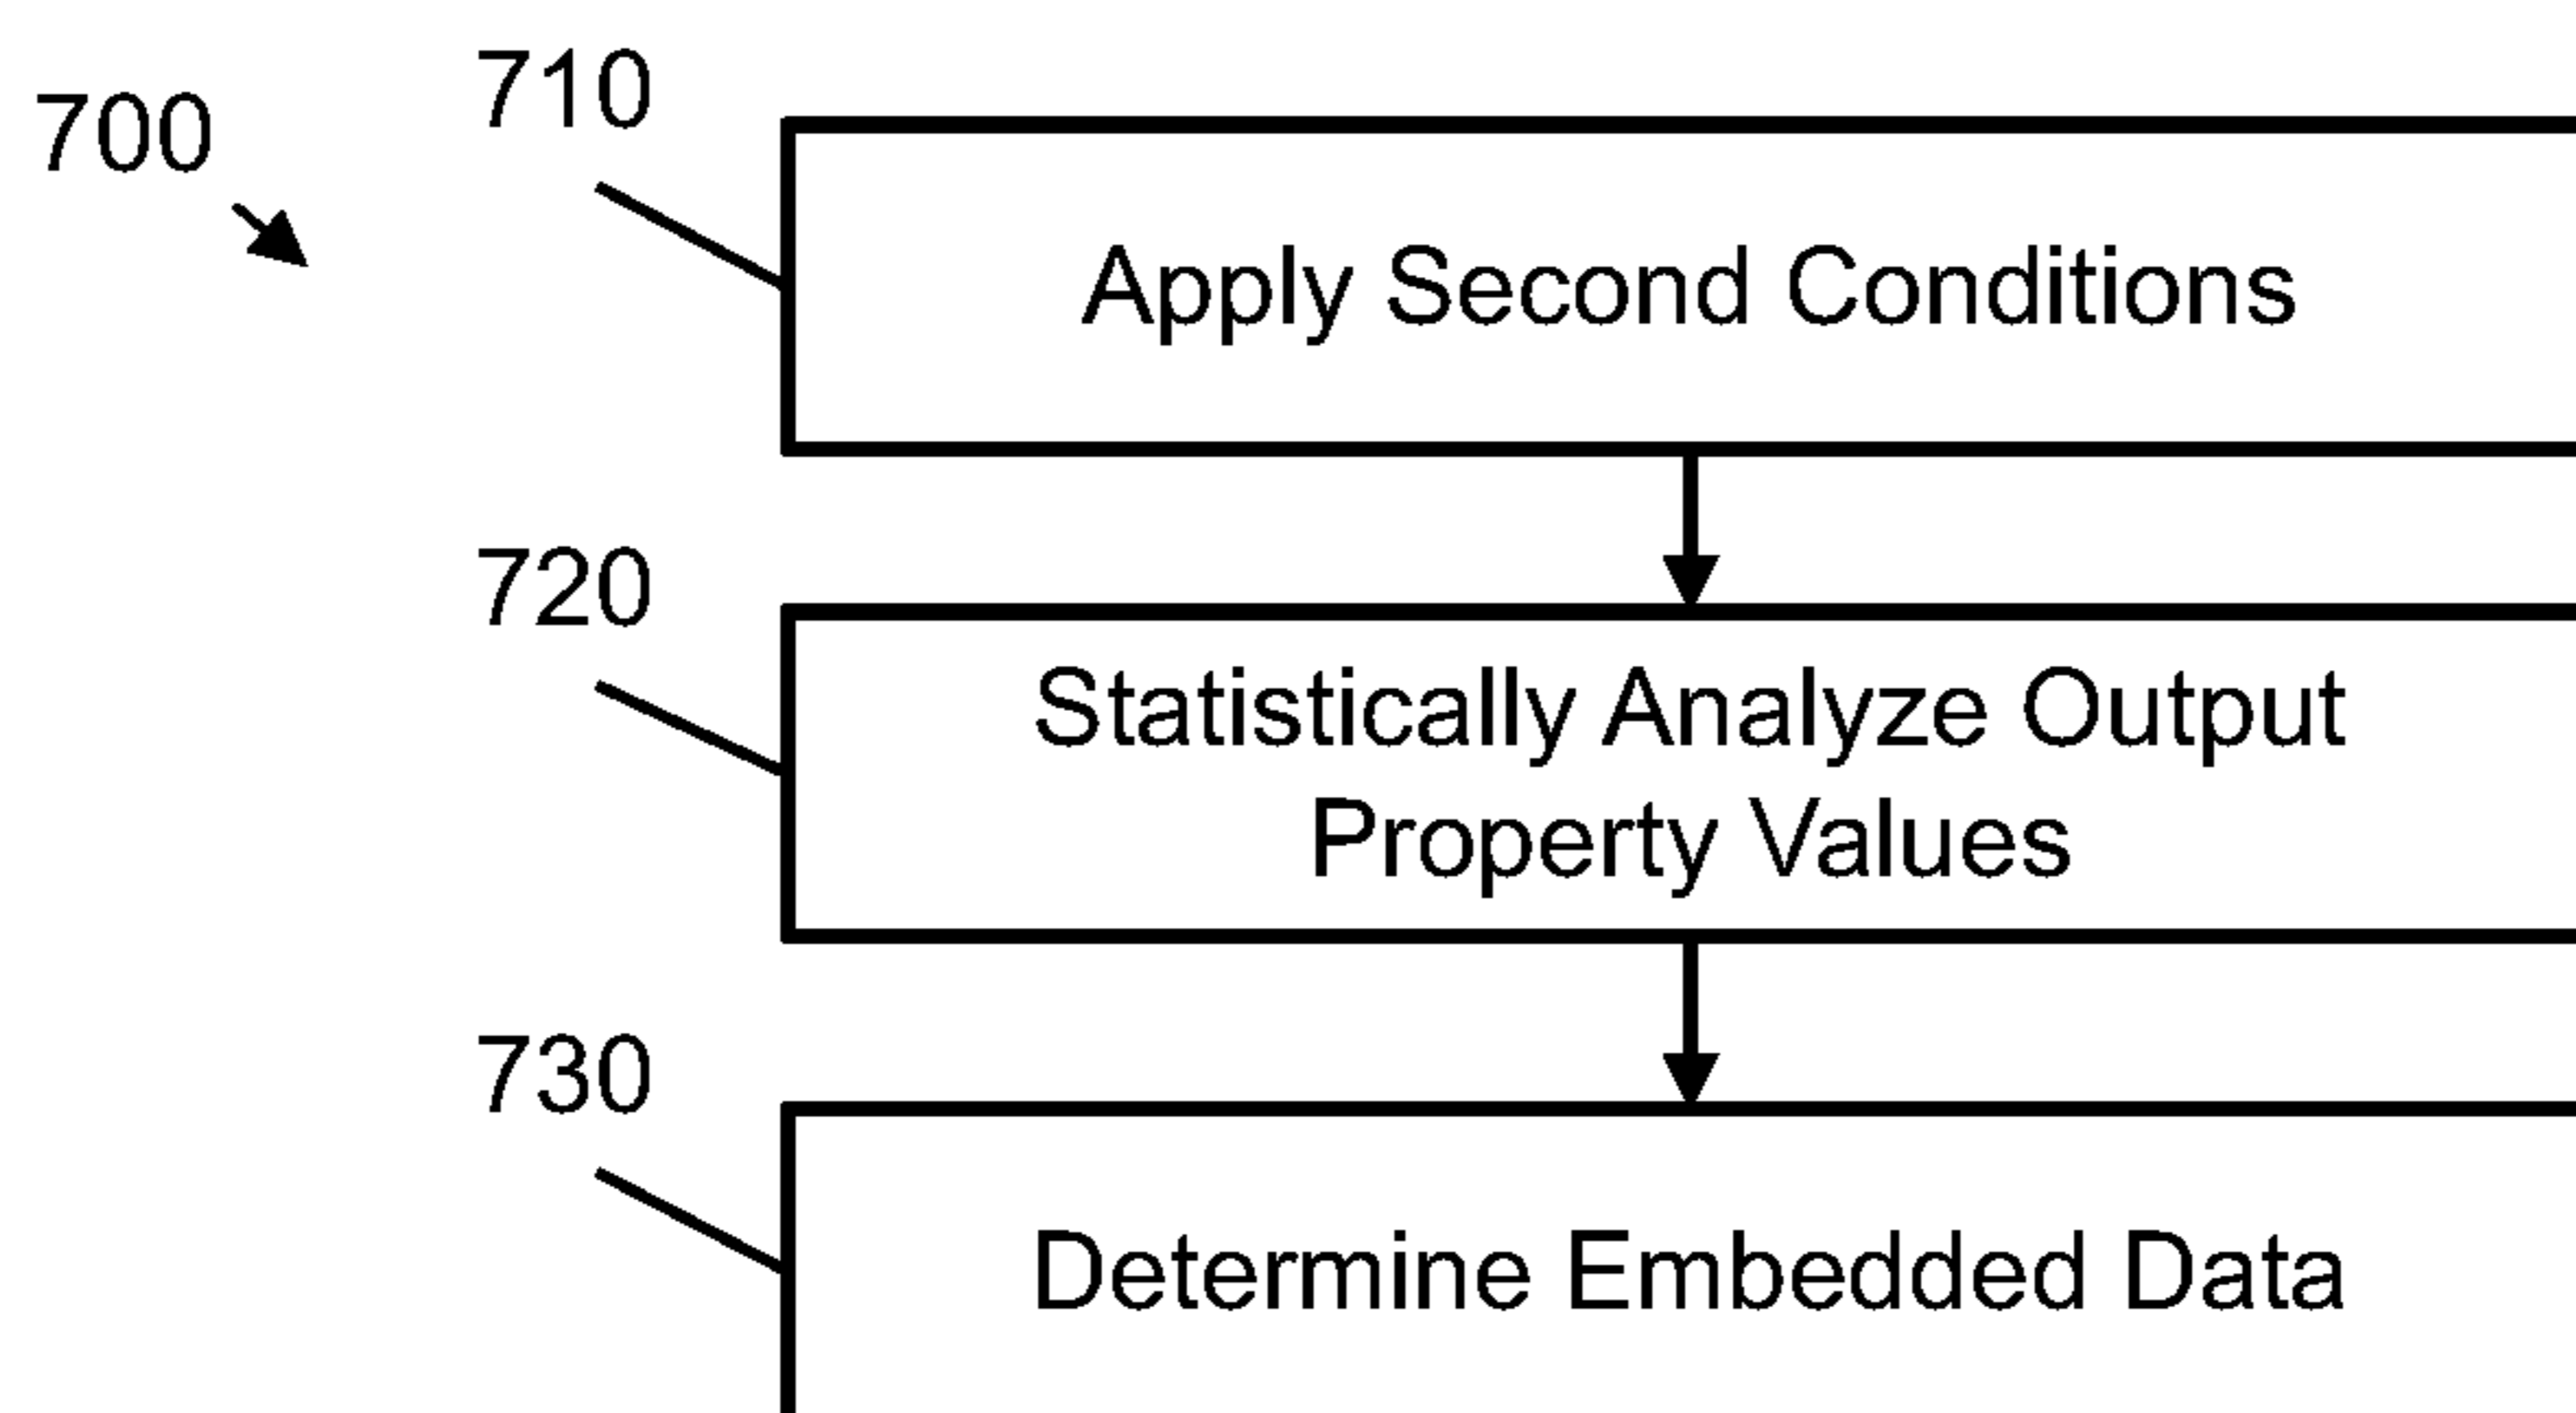 700
710
Apply Second Conditions
720
Statistically Analyze Output
Property Values
730
Determine Embedded Data